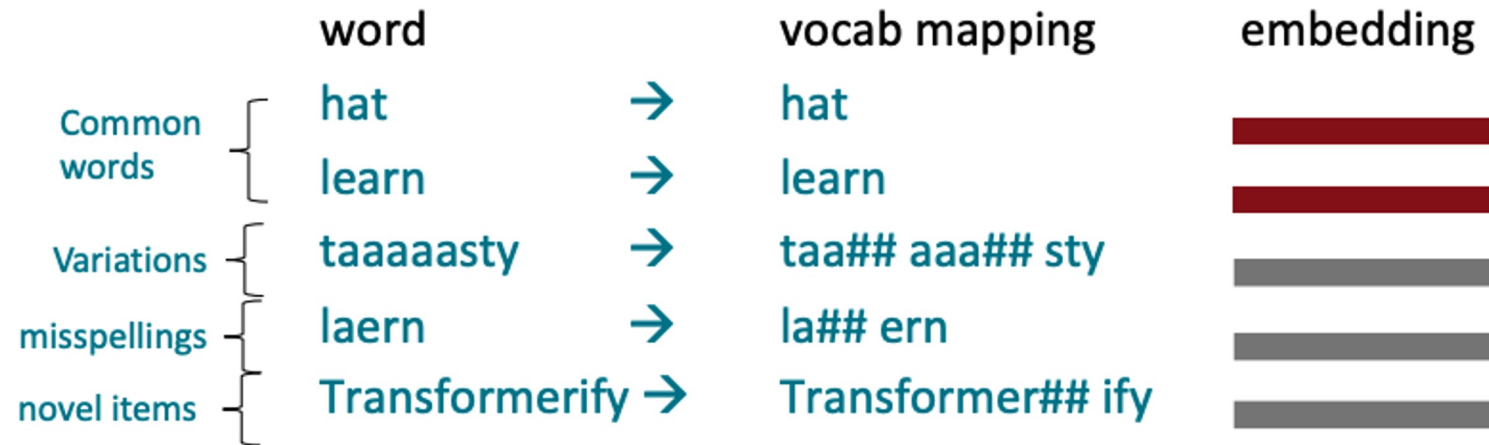 word vocab mapping embedding
Common
words
hat → hat
learn → learn
Variations taaaaasty → taa## aaa## sty
misspellings laern → la## ern
novel items Transformerify → Transformer## ify